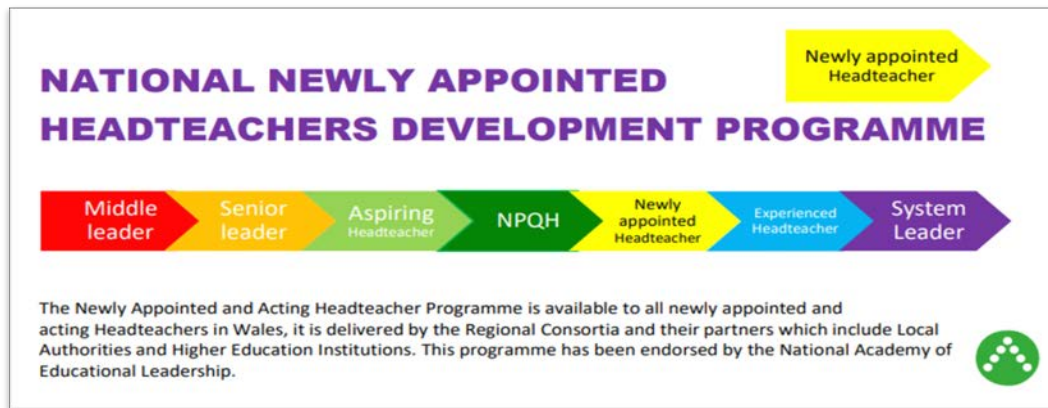 Newly appointed
Headteacher
NATIONAL NEWLY APPOINTED
HEADTEACHERS DEVELOPMENT PROGRAMME
Middle
leader
Senior
leader
Aspiring
Headteacher
NPQH
Newly
appointed
Headteacher
Experienced
Headteacher
System
Leader
The Newly Appointed and Acting Headteacher Programme is available to all newly appointed and
acting Headteachers in Wales, it is delivered by the Regional Consortia and their partners which include Local
Authorities and Higher Education Institutions. This programme has been endorsed by the National Academy of
Educational Leadership.